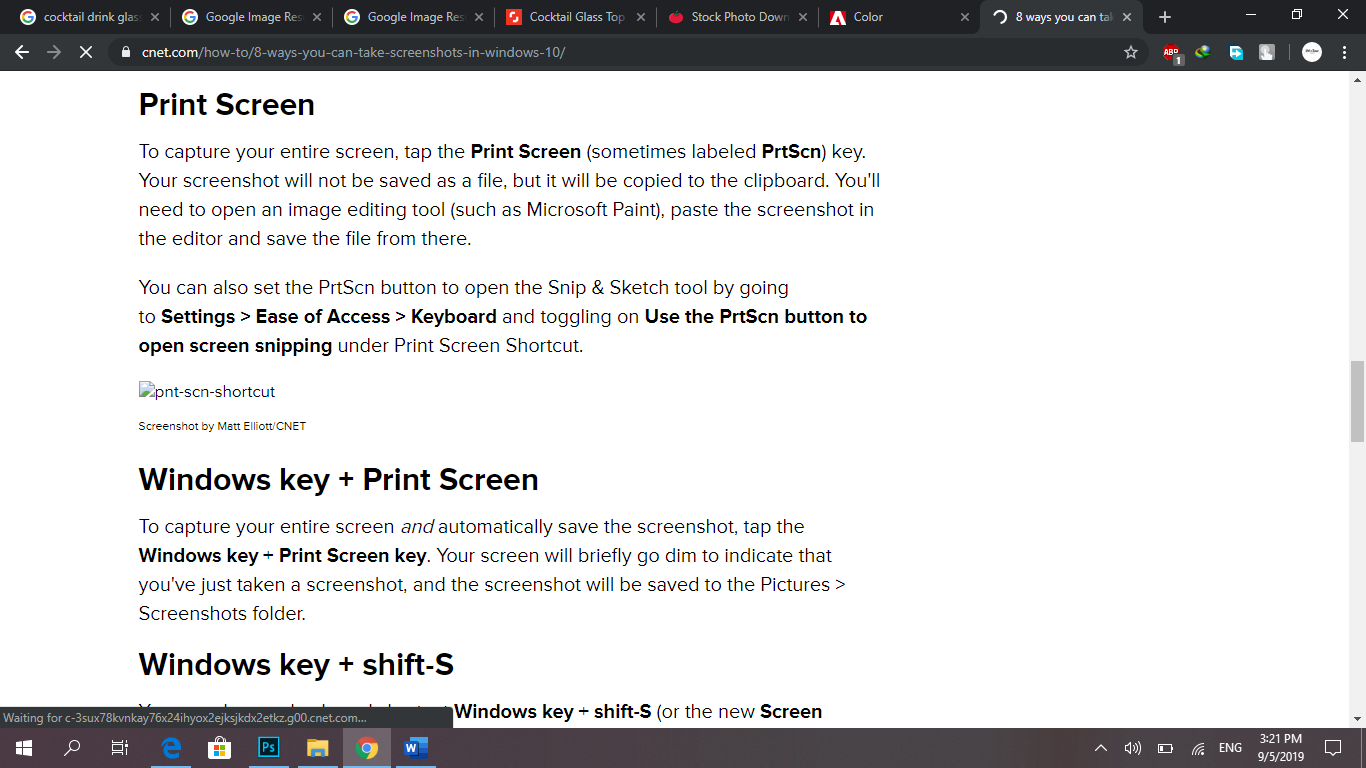 cocktail drink glas
Google Image Res
Google Image Res
Cocktail Glass Top
Stock Photo Down
Color
8 ways you can tak
cnet.com/how-to/8-ways-you-can-take-screenshots-in-windows-10/
ABP
1
Print Screen
To capture your entire screen, tap the Print Screen (sometimes labeled PrtScn) key.
Your screenshot will not be saved as a file, but it will be copied to the clipboard. You'll
need to open an image editing tool (such as Microsoft Paint), paste the screenshot in
the editor and save the file from there.
You can also set the PrtScn button to open the Snip & Sketch tool by going
to Settings > Ease of Access > Keyboard and toggling on Use the PrtScn button to
open screen snipping under Print Screen Shortcut.
pnt-scn-shortcut
Screenshot by Matt Elliott/CNET
Windows key + Print Screen
To capture your entire screen and automatically save the screenshot, tap the
Windows key + Print Screen key. Your screen will briefly go dim to indicate that
you've just taken a screenshot, and the screenshot will be saved to the Pictures >
Screenshots folder.
Windows key + shift-S
Windows key + shift-S (or the new Screen
Waiting for c-3sux78kvnkay76x24ihyox2ejksjkdx2etkz.g00.cnet.com...
Ps
W
ENG
3:21 PM
9/5/2019